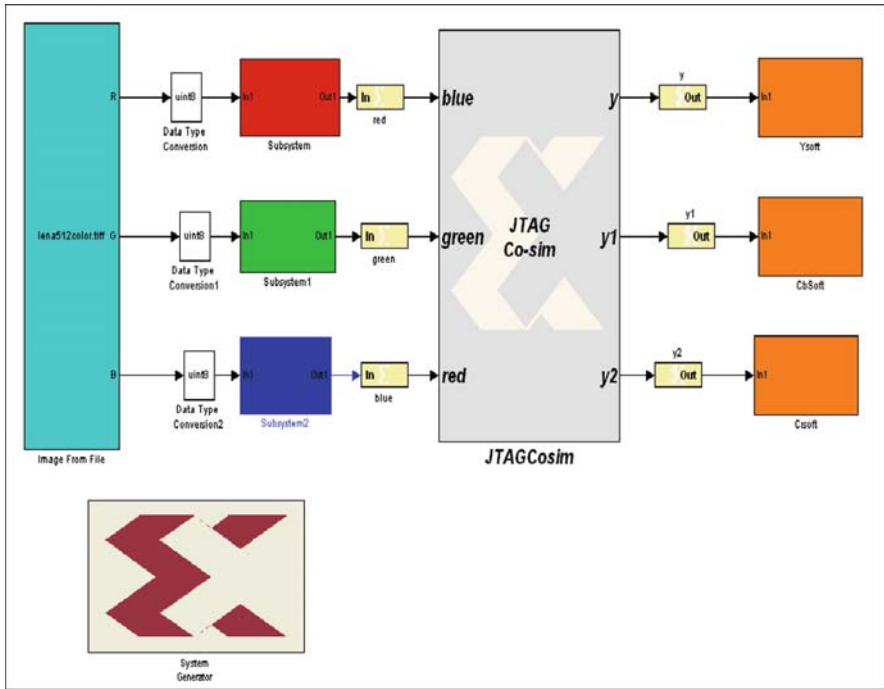 R
uint8
Data Type
Conversion
In1
Out1
Subsystem
In
red
blue
y
y
Out
In1
Ysoft
lena512color.tiff
G
uint8
Data Type
Conversion1
In1
Out1
Subsystem1
In
green
green
JTAG
Co-sim
y1
y1
Out
In1
CbSoft
B
uint8
Data Type
Conversion2
In1
Out1
Subsystem2
In
blue
red
y2
y2
Out
In1
Crsoft
Image From File
JTAGCosim
System
Generator